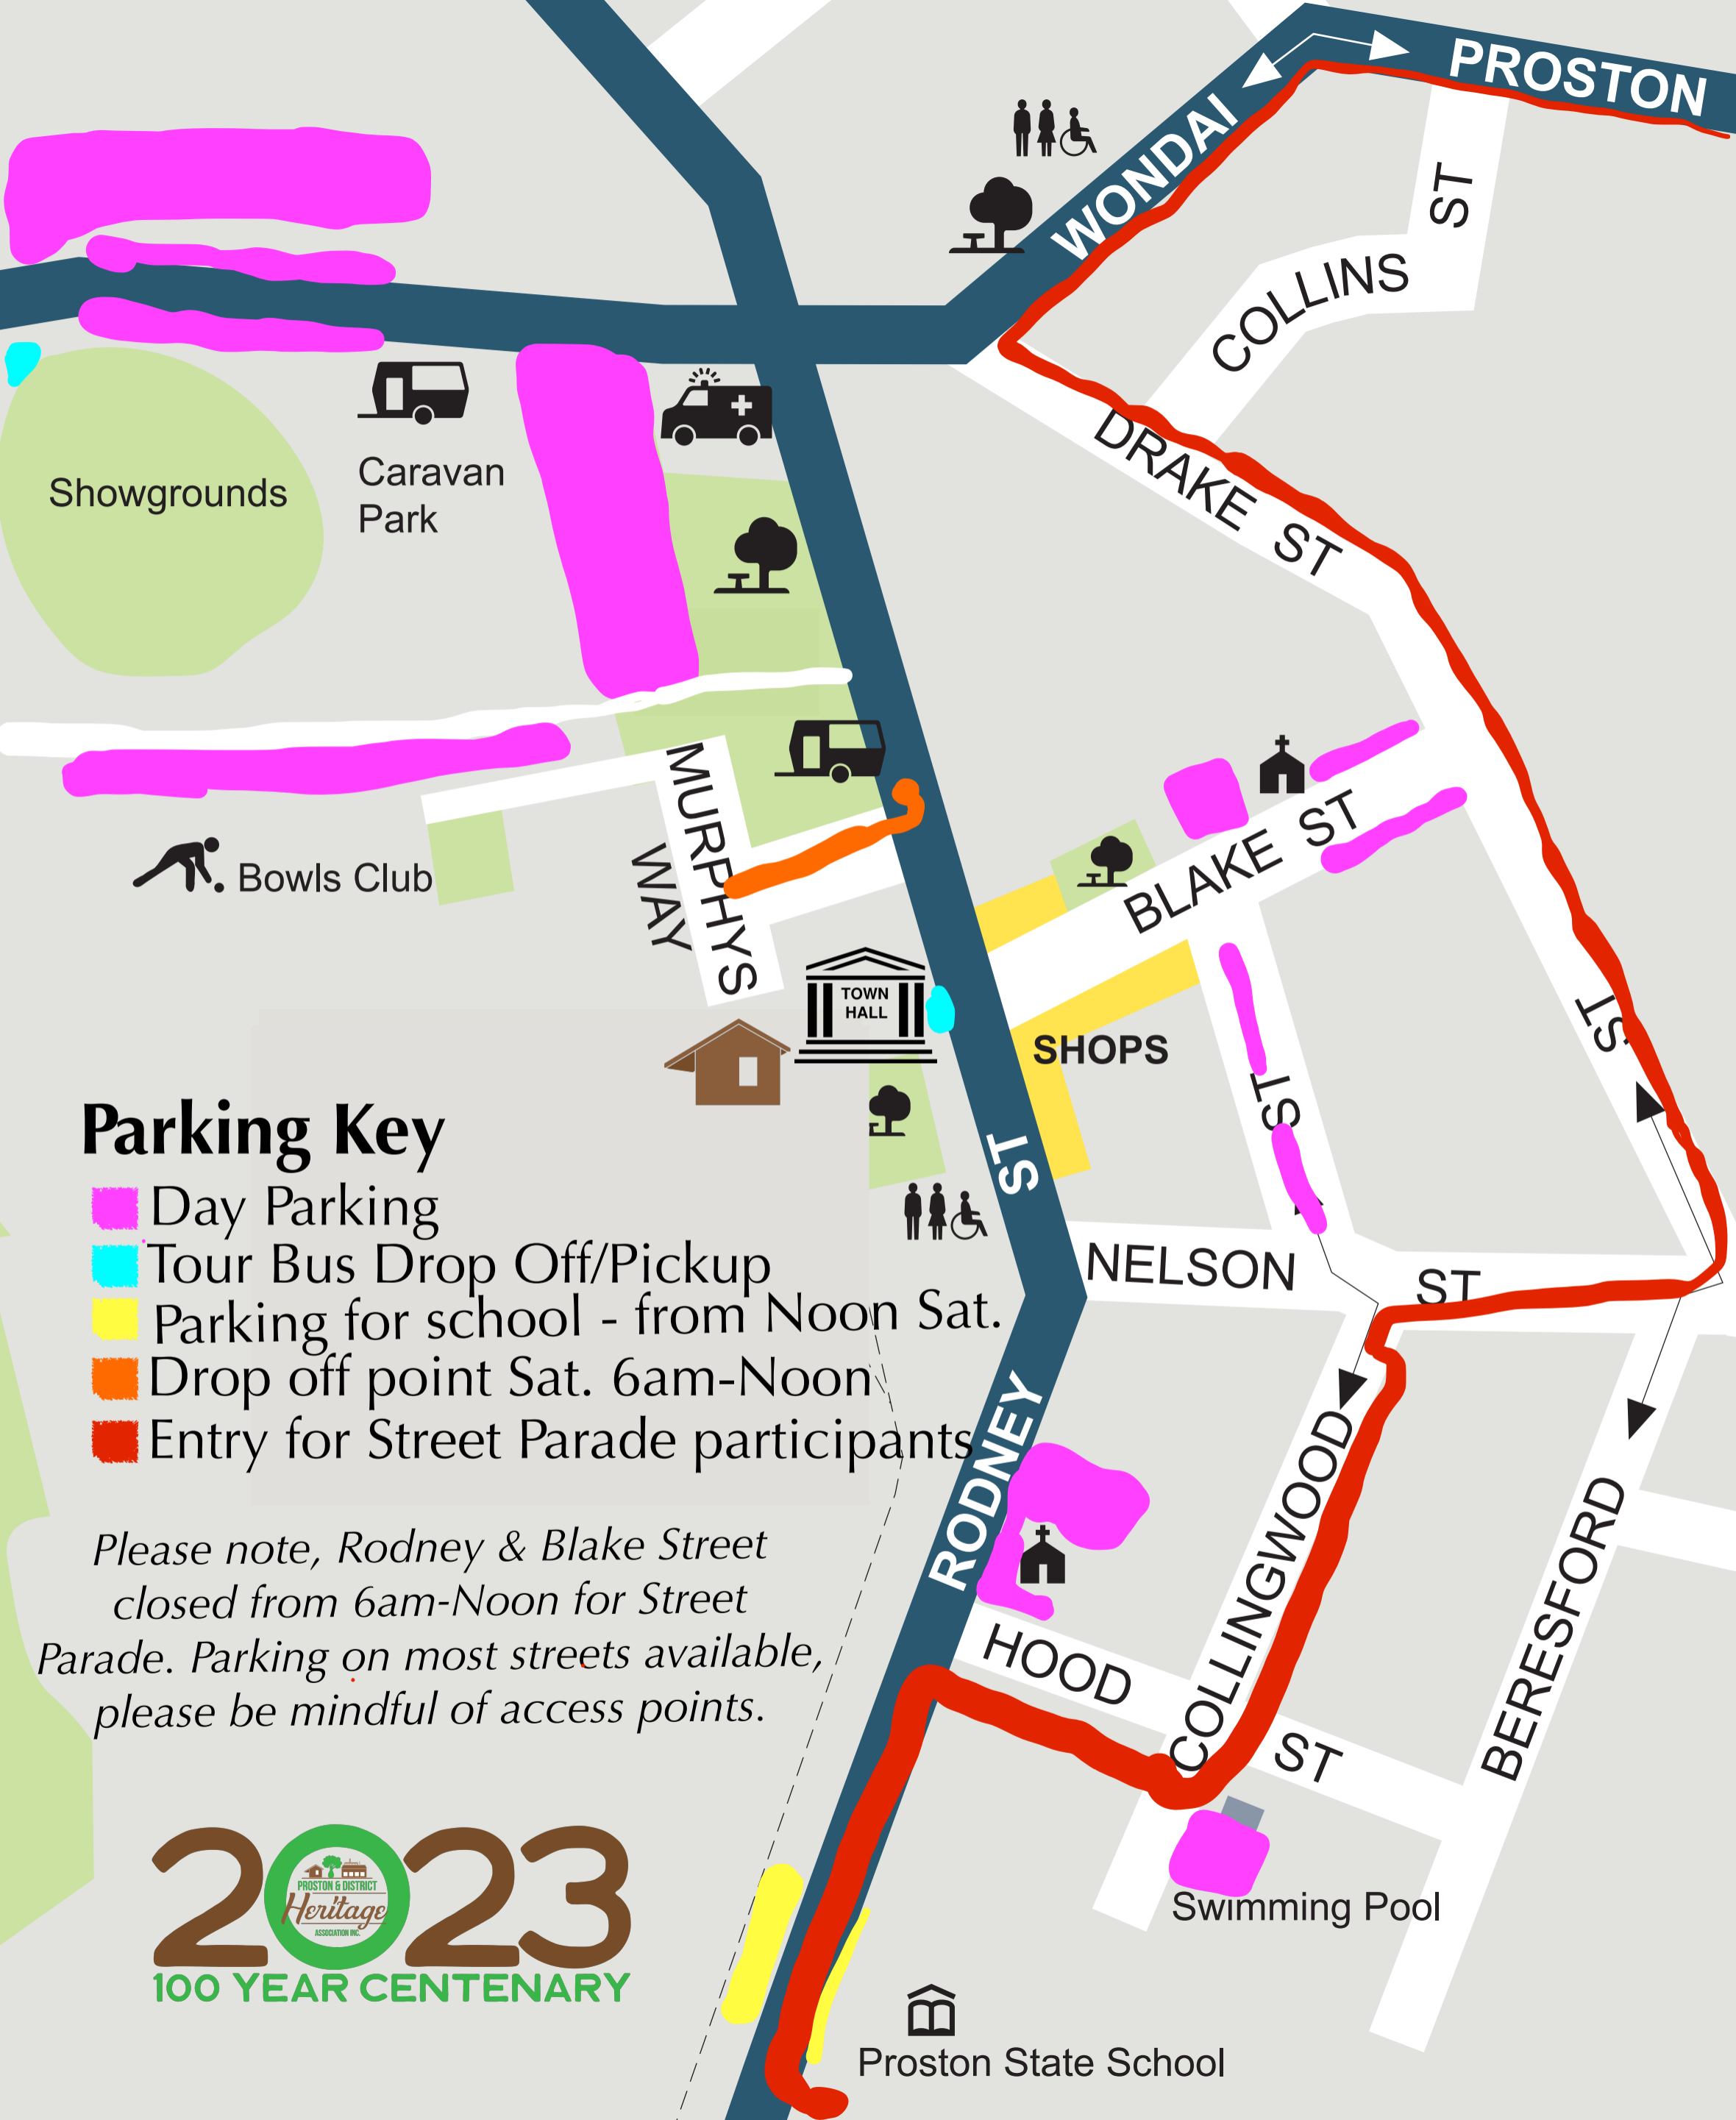 PROSTON
WONDAI
ST
COLLINS
DRAKE ST
Caravan
Park
Showgrounds
MURPHYS
WAY
Bowls Club
BLAKE ST
ST
TOWN
HALL
SHOPS
ST
ST
NELSON ST
Parking Key
Day Parking
Tour Bus Drop Off/Pickup
Parking for school - from Noon Sat.
Drop off point Sat. 6am-Noon
Entry for Street Parade participants
RODNEY
COLLINGWOOD
BERESFORD
HOOD ST
Please note, Rodney & Blake Street
closed from 6am-Noon for Street
Parade. Parking on most streets available,
please be mindful of access points.
2023
PROSTON & DISTRICT
Heritage
ASSOCIATION INC.
100 YEAR CENTENARY
Swimming Pool
Proston State School